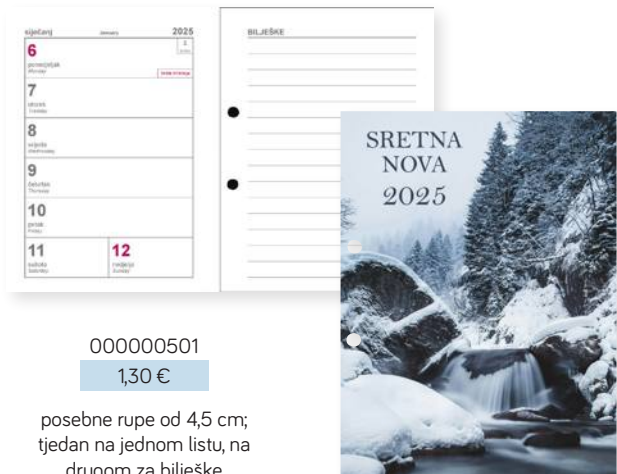 siječanj January 2025
6
2.
ponedjeljak
Monday
7
utorak
Tuesday
8
srijeda
Wednesday
9
četvrtak
Thursday
10
petak
Friday
11 12
subota nedjelja
Saturday Sunday
BILJEŠKE
SRETNA
NOVA
2025
000000501
1,30 €
posebne rupe od 4,5 cm;
tjedan na jednom listu, na
drugom za bilješke